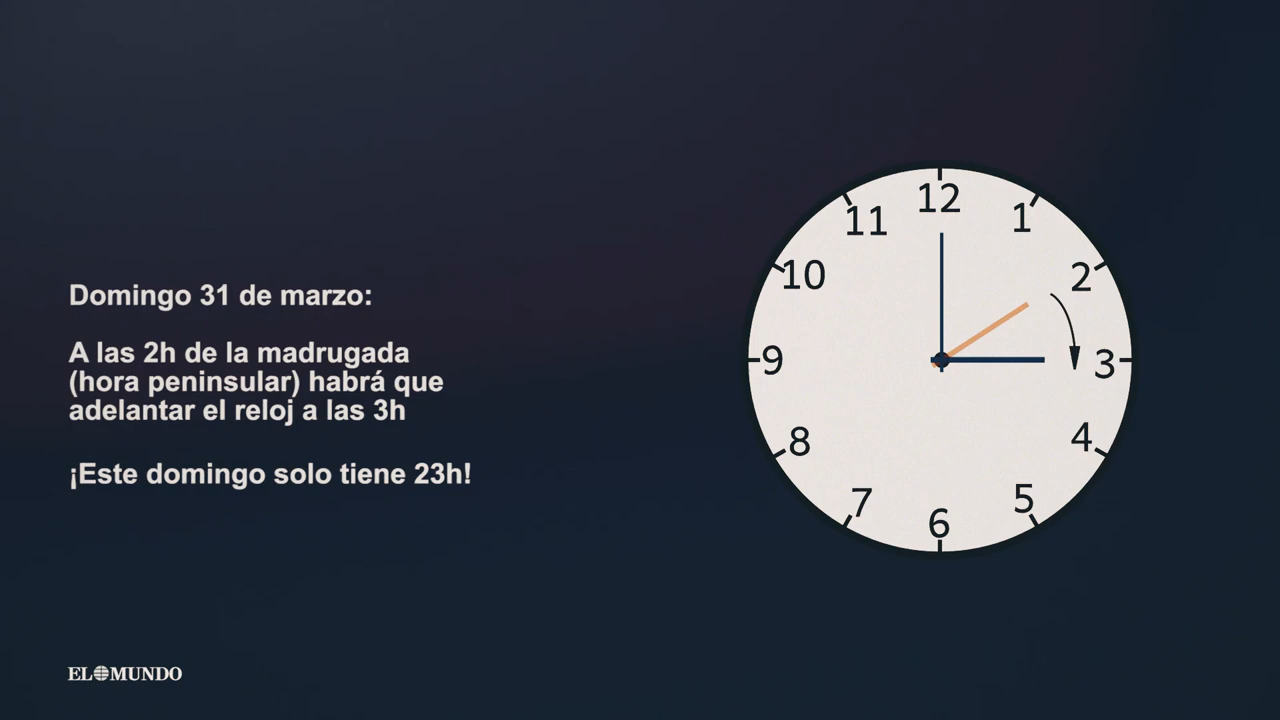 Domingo 31 de marzo:
A las 2h de la madrugada
(hora peninsular) habrá que
adelantar el reloj a las 3h
¡Este domingo solo tiene 23h!
EL MUNDO
12
1
2
3
4
5
6
7
8
9
10
11